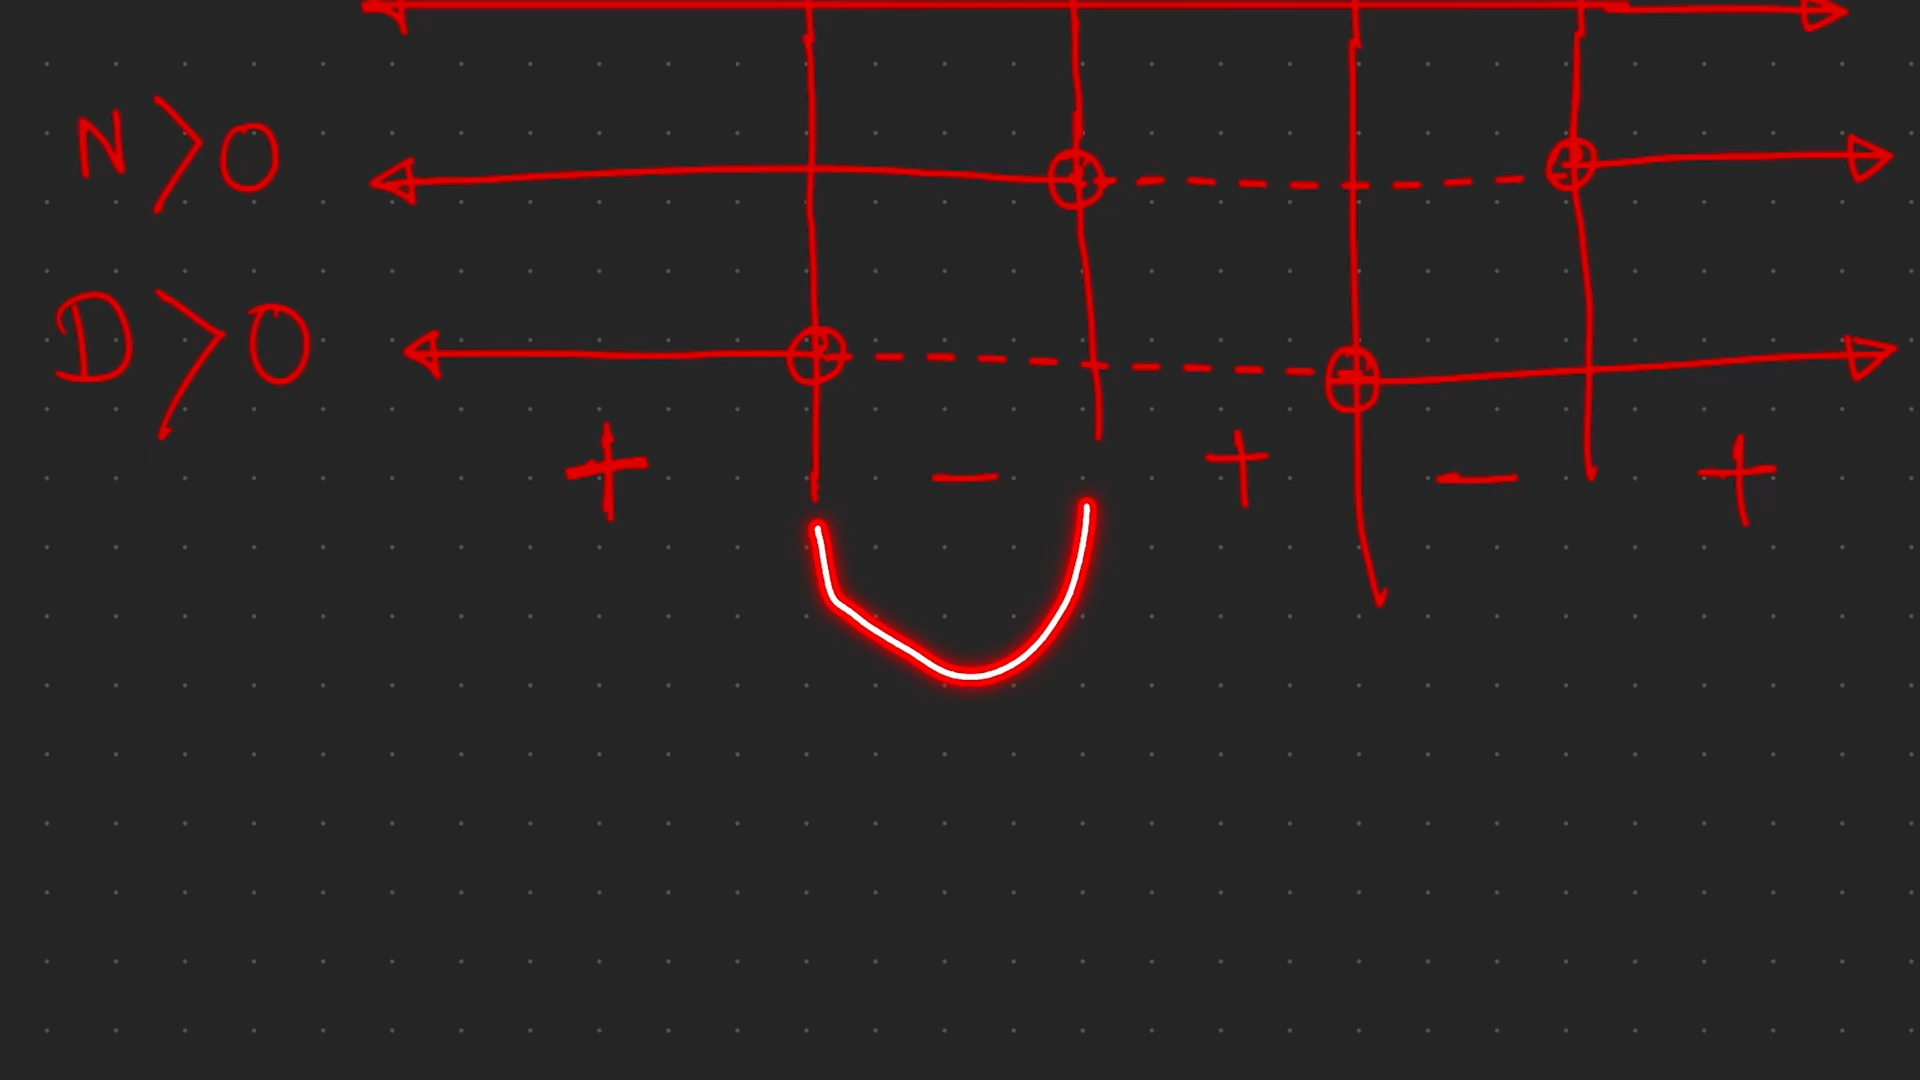 N>0
D>0
+ - + - +